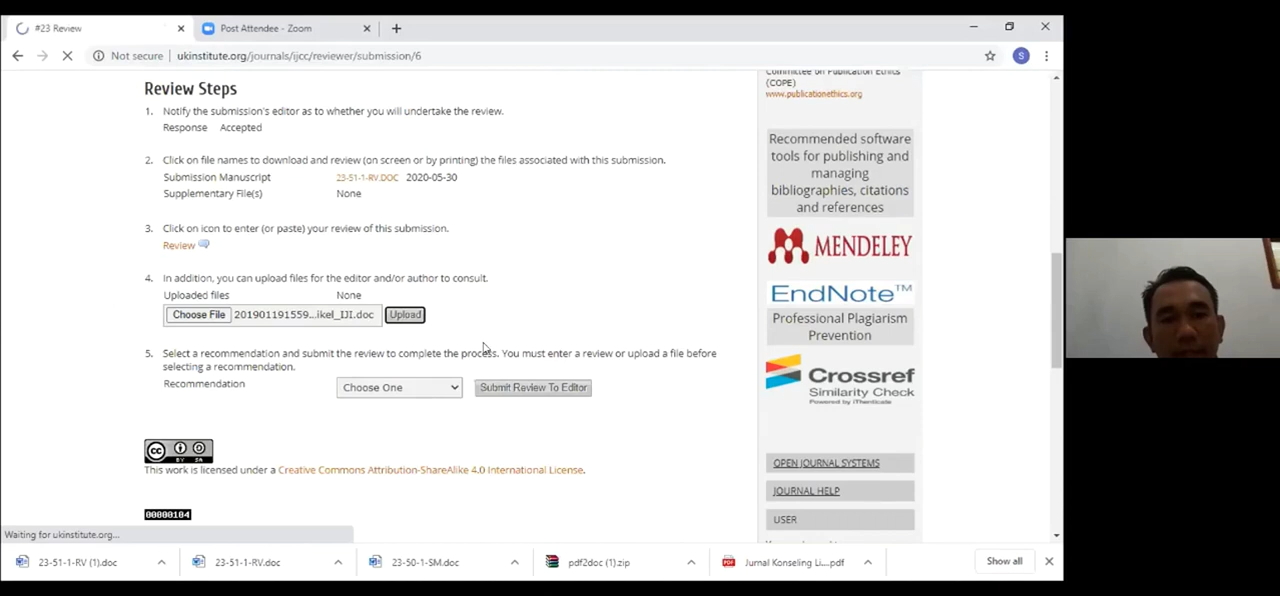 #23 Review
Post Attendee - Zoom
Not secure
ukinstitute.org/journals/ijcc/reviewer/submission/6
S
Review Steps
1. Notify the submission's editor as to whether you will undertake the review.
Response Accepted
2. Click on file names to download and review (on screen or by printing) the files associated with this submission.
Submission Manuscript 23-51-1-RV.DOC 2020-05-30
Supplementary File(s) None
3. Click on icon to enter (or paste) your review of this submission.
Review
4. In addition, you can upload files for the editor and/or author to consult.
Uploaded files None
Choose File 201901191559...ikel_IJI.doc Upload
5. Select a recommendation and submit the review to complete the process. You must enter a review or upload a file before
selecting a recommendation.
Recommendation Choose One Submit Review To Editor
CC BY SA
This work is licensed under a Creative Commons Attribution-ShareAlike 4.0 International License.
00000104
Committee on Publication Ethics
(COPE)
www.publicationethics.org
Recommended software
tools for publishing and
managing
bibliographies, citations
and references
MENDELEY
EndNote™
Professional Plagiarism
Prevention
Crossref
Similarity Check
Powered by iThenticate
OPEN JOURNAL SYSTEMS
JOURNAL HELP
USER
Waiting for ukinstitute.org...
23-51-1-RV (1).doc
23-51-1-RV.doc
23-50-1-SM.doc
pdf2doc (1).zip
Jurnal Konseling Li....pdf
Show all